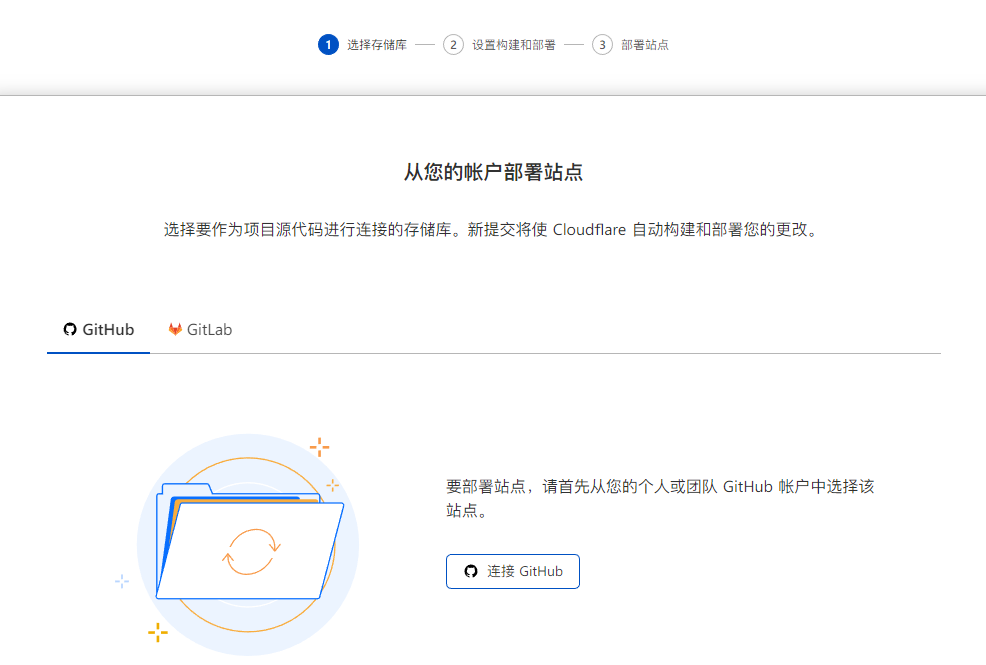 1 选择存储库 2 设置构建和部署 3 部署站点
从您的帐户部署站点
选择要作为项目源代码进行连接的存储库。新提交将使 Cloudflare 自动构建和部署您的更改。
GitHub GitLab
要部署站点，请首先从您的个人或团队 GitHub 帐户中选择该
站点。
连接 GitHub